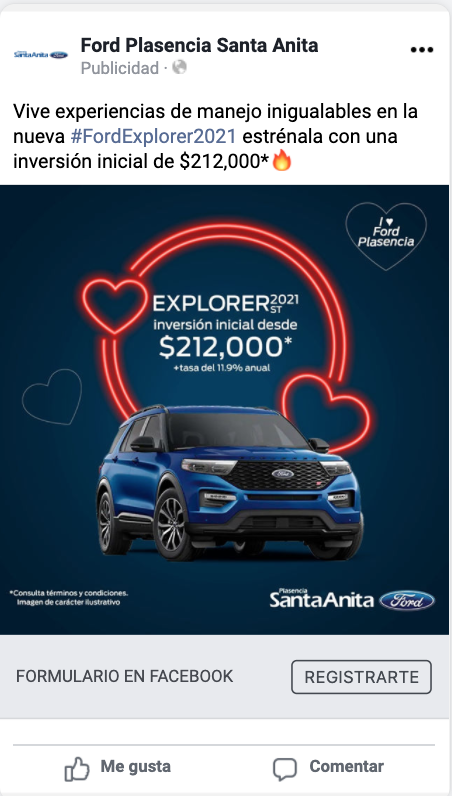 SantaAnita Ford
Ford Plasencia Santa Anita
Publicidad ·
Vive experiencias de manejo inigualables en la
nueva #FordExplorer2021 estrénala con una
inversión inicial de $212,000*🔥
I ♥
Ford
Plasencia
EXPLORER 2021
ST
inversión inicial desde
$212,000*
+tasa del 11.9% anual
Ford
*Consulta términos y condiciones.
Imagen de carácter ilustrativo
Plasencia
SantaAnita Ford
FORMULARIO EN FACEBOOK
REGISTRARTE
Me gusta
Comentar